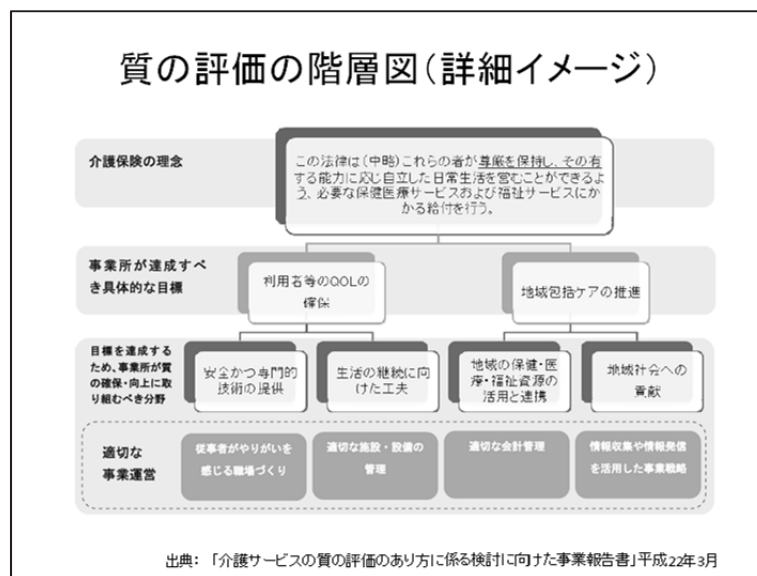 質の評価の階層図(詳細イメージ)
介護保険の理念
この法律は(中略)これらの者が尊厳を保持し、その有
する能力に応じ自立した日常生活を営むことができるよ
う、必要な保健医療サービスおよび福祉サービスにか
かる給付を行う。
事業所が達成すべ
き具体的な目標
利用者等のQOLの
確保
地域包括ケアの推進
目標を達成する
ため、事業所が質
の確保・向上に取
り組むべき分野
安全かつ専門的
技術の提供
生活の継続に向
けた工夫
地域の保健・医
療・福祉資源の
活用と連携
地域社会への
貢献
適切な
事業運営
従事者がやりがいを
感じる職場づくり
適切な施設・設備の
管理
適切な会計管理
情報収集や情報発信
を活用した事業戦略
出典: 「介護サービスの質の評価のあり方に係る検討に向けた事業報告書」平成22年3月